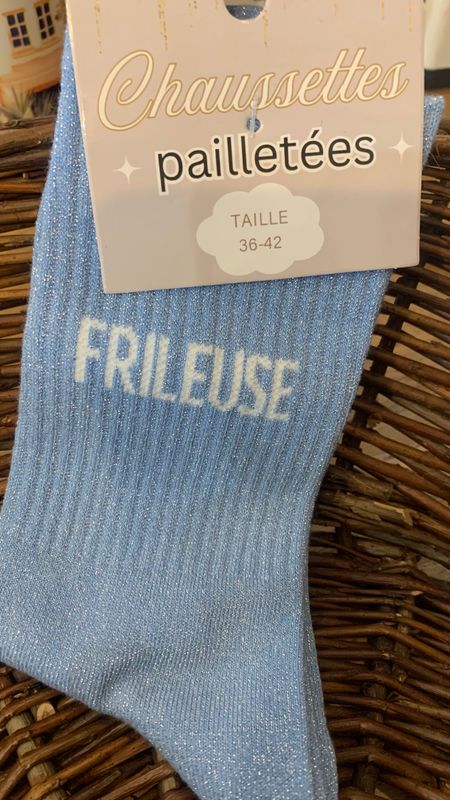 Chaussettes
pailletées
TAILLE
36-42
FRILEUSE